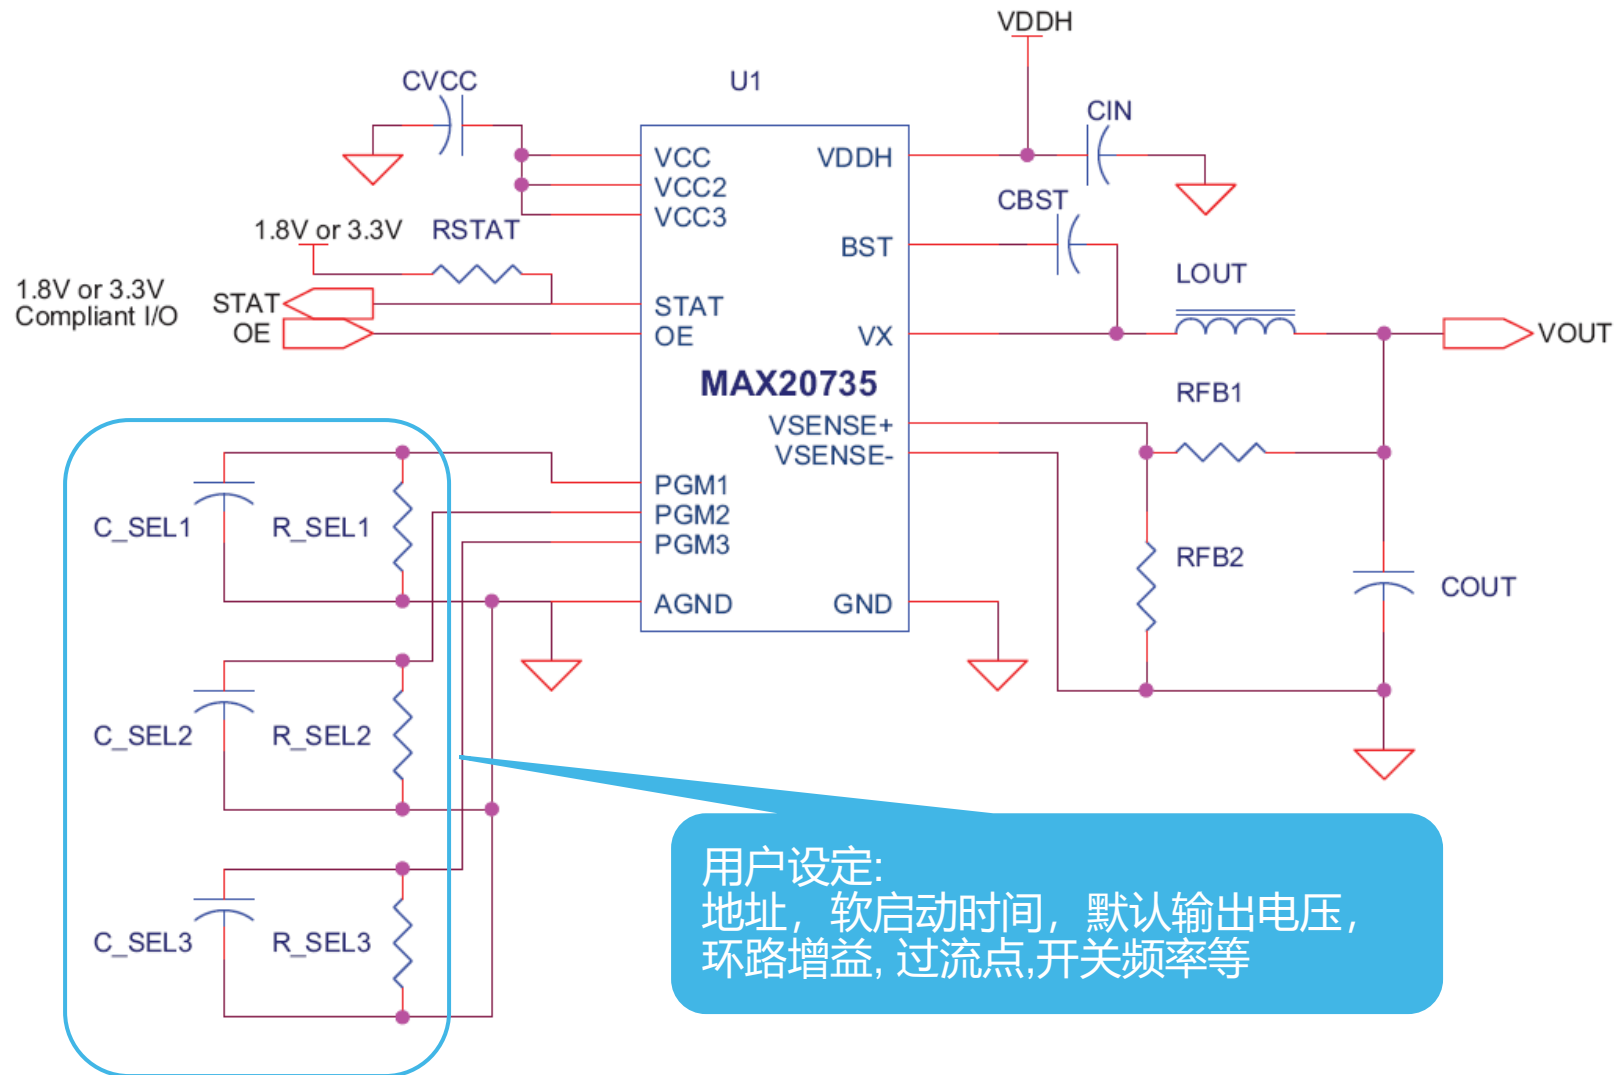 VDDH
CVCC
U1
CIN
VCC
VDDH
VCC2
CBST
VCC3
1.8V or 3.3V
RSTAT
BST
LOUT
1.8V or 3.3V
Compliant I/O
STAT
STAT
OE
OE
VX
VOUT
MAX20735
RFB1
VSENSE+
VSENSE-
PGM1
PGM2
C_SEL1
R_SEL1
PGM3
RFB2
COUT
AGND
GND
C_SEL2
R_SEL2
用户设定:
地址，软启动时间，默认输出电压，
环路增益, 过流点,开关频率等
C_SEL3
R_SEL3